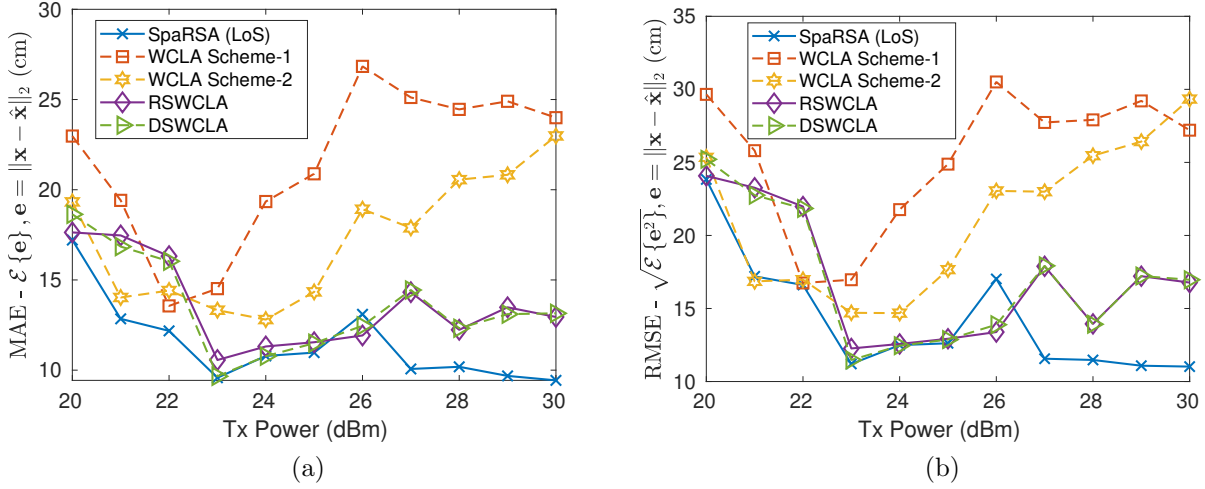 30
25
20
15
10
20
22
24
26
28
30
MAE - ℰ {e}, e = ||x − x̂||₂ (cm)
Tx Power (dBm)
SpaRSA (LoS)
WCLA Scheme-1
WCLA Scheme-2
RSWCLA
DSWCLA
(a)
35
30
25
20
15
10
20
22
24
26
28
30
RMSE - √ℰ {e²}, e = ||x − x̂||₂ (cm)
Tx Power (dBm)
SpaRSA (LoS)
WCLA Scheme-1
WCLA Scheme-2
RSWCLA
DSWCLA
(b)